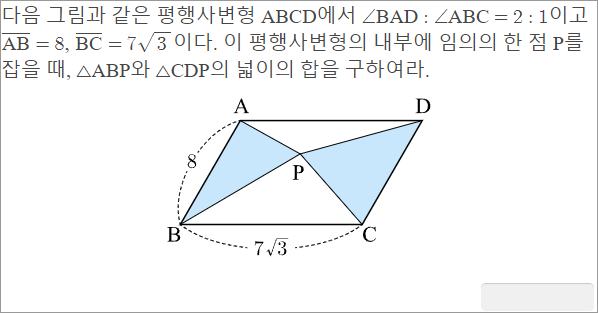 다음 그림과 같은 평행사변형 ABCD에서 ∠BAD : ∠ABC = 2 : 1이고
$\overline{AB}$ = 8, $\overline{BC}$ = 7√3 이다. 이 평행사변형의 내부에 임의의 한 점 P를
잡을 때, △ABP와 △CDP의 넓이의 합을 구하여라.
A D
8
P
B C
7√3